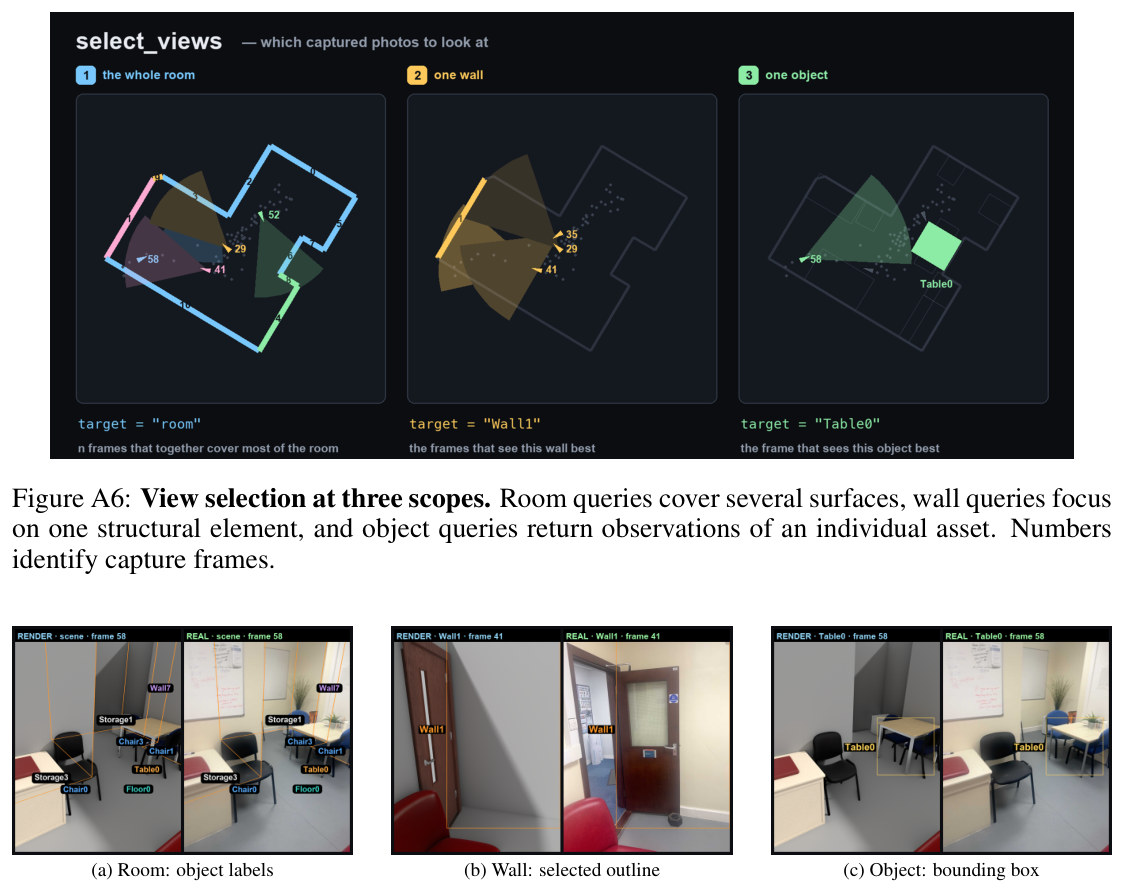 select_views — which captured photos to look at
1 the whole room
2 one wall
3 one object
52
29
58
41
35
29
41
58
Table0
target = "room"
target = "Wall1"
target = "Table0"
n frames that together cover most of the room
the frames that see this wall best
the frame that sees this object best
Figure A6: View selection at three scopes. Room queries cover several surfaces, wall queries focus
on one structural element, and object queries return observations of an individual asset. Numbers
identify capture frames.
RENDER · scene · frame 58
REAL · scene · frame 58
Wall7
Storage1
Chair3
Chair1
Table0
Storage3
Chair0
Floor0
Wall7
Storage1
Chair3
Chair1
Table0
Storage3
Chair0
Floor0
(a) Room: object labels
RENDER · Wall1 · frame 41
REAL · Wall1 · frame 41
Wall1
Wall1
(b) Wall: selected outline
RENDER · Table0 · frame 58
REAL · Table0 · frame 58
Table0
Table0
(c) Object: bounding box